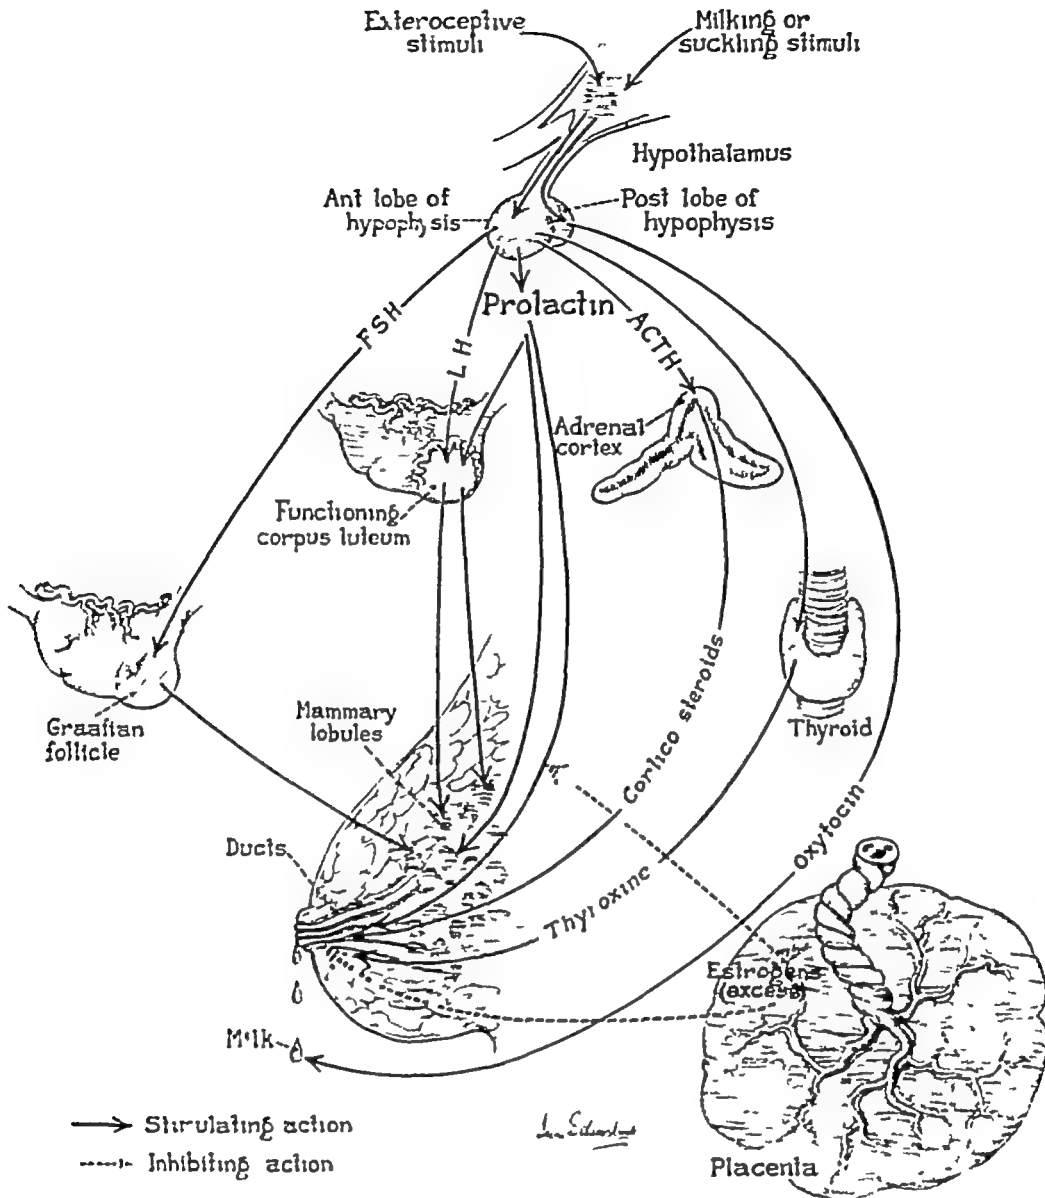 Exteroceptive
stimuli
Milking or
suckling stimuli
Hypothalamus
Ant lobe of
hypophysis
Post lobe of
hypophysis
Prolactin
FSH
LH
ACTH
Adrenal
cortex
Functioning
corpus luteum
Graafian
follicle
Mammary
lobules
Thyroid
Cortico steroids
Ducts
Oxytocin
Thyroxine
Estrogens
(excess)
Milk
Stimulating action
Inhibiting action
Placenta